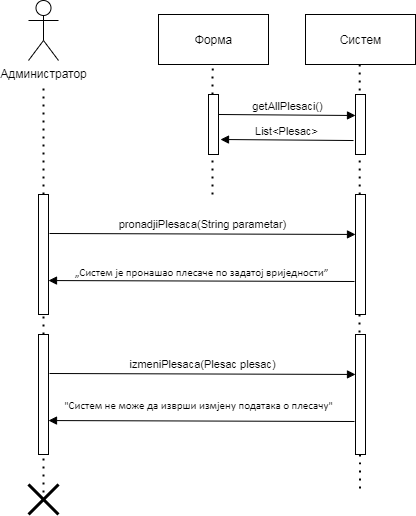 Форма
Систем
Администратор
getAllPlesaci()
List<Plesac>
pronadjiPlesaca(String parametar)
„Систем је пронашао плесаче по задатој вриједности”
izmeniPlesaca(Plesac plesac)
"Систем не може да изврши измјену података о плесачу"